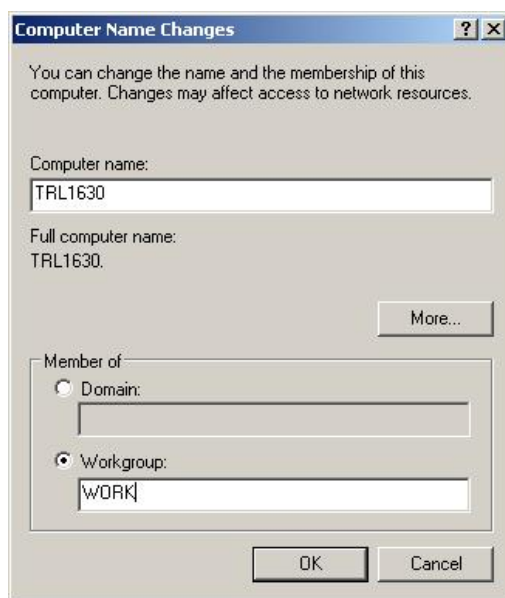 Computer Name Changes
You can change the name and the membership of this
computer. Changes may affect access to network resources.
Computer name:
TRL1630
Full computer name:
TRL1630.
More...
Member of
Domain:
Workgroup:
WORK
OK
Cancel